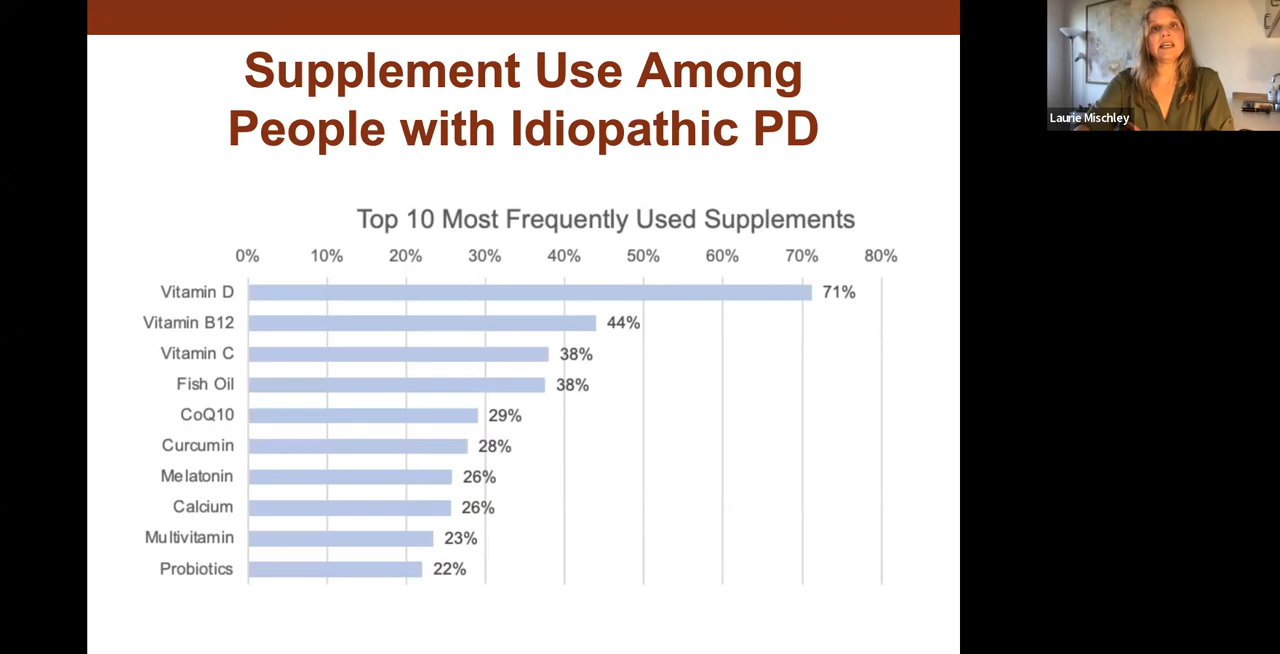 Supplement Use Among
People with Idiopathic PD
Laurie Mischley
Top 10 Most Frequently Used Supplements
0% 10% 20% 30% 40% 50% 60% 70% 80%
Vitamin D 71%
Vitamin B12 44%
Vitamin C 38%
Fish Oil 38%
CoQ10 29%
Curcumin 28%
Melatonin 26%
Calcium 26%
Multivitamin 23%
Probiotics 22%